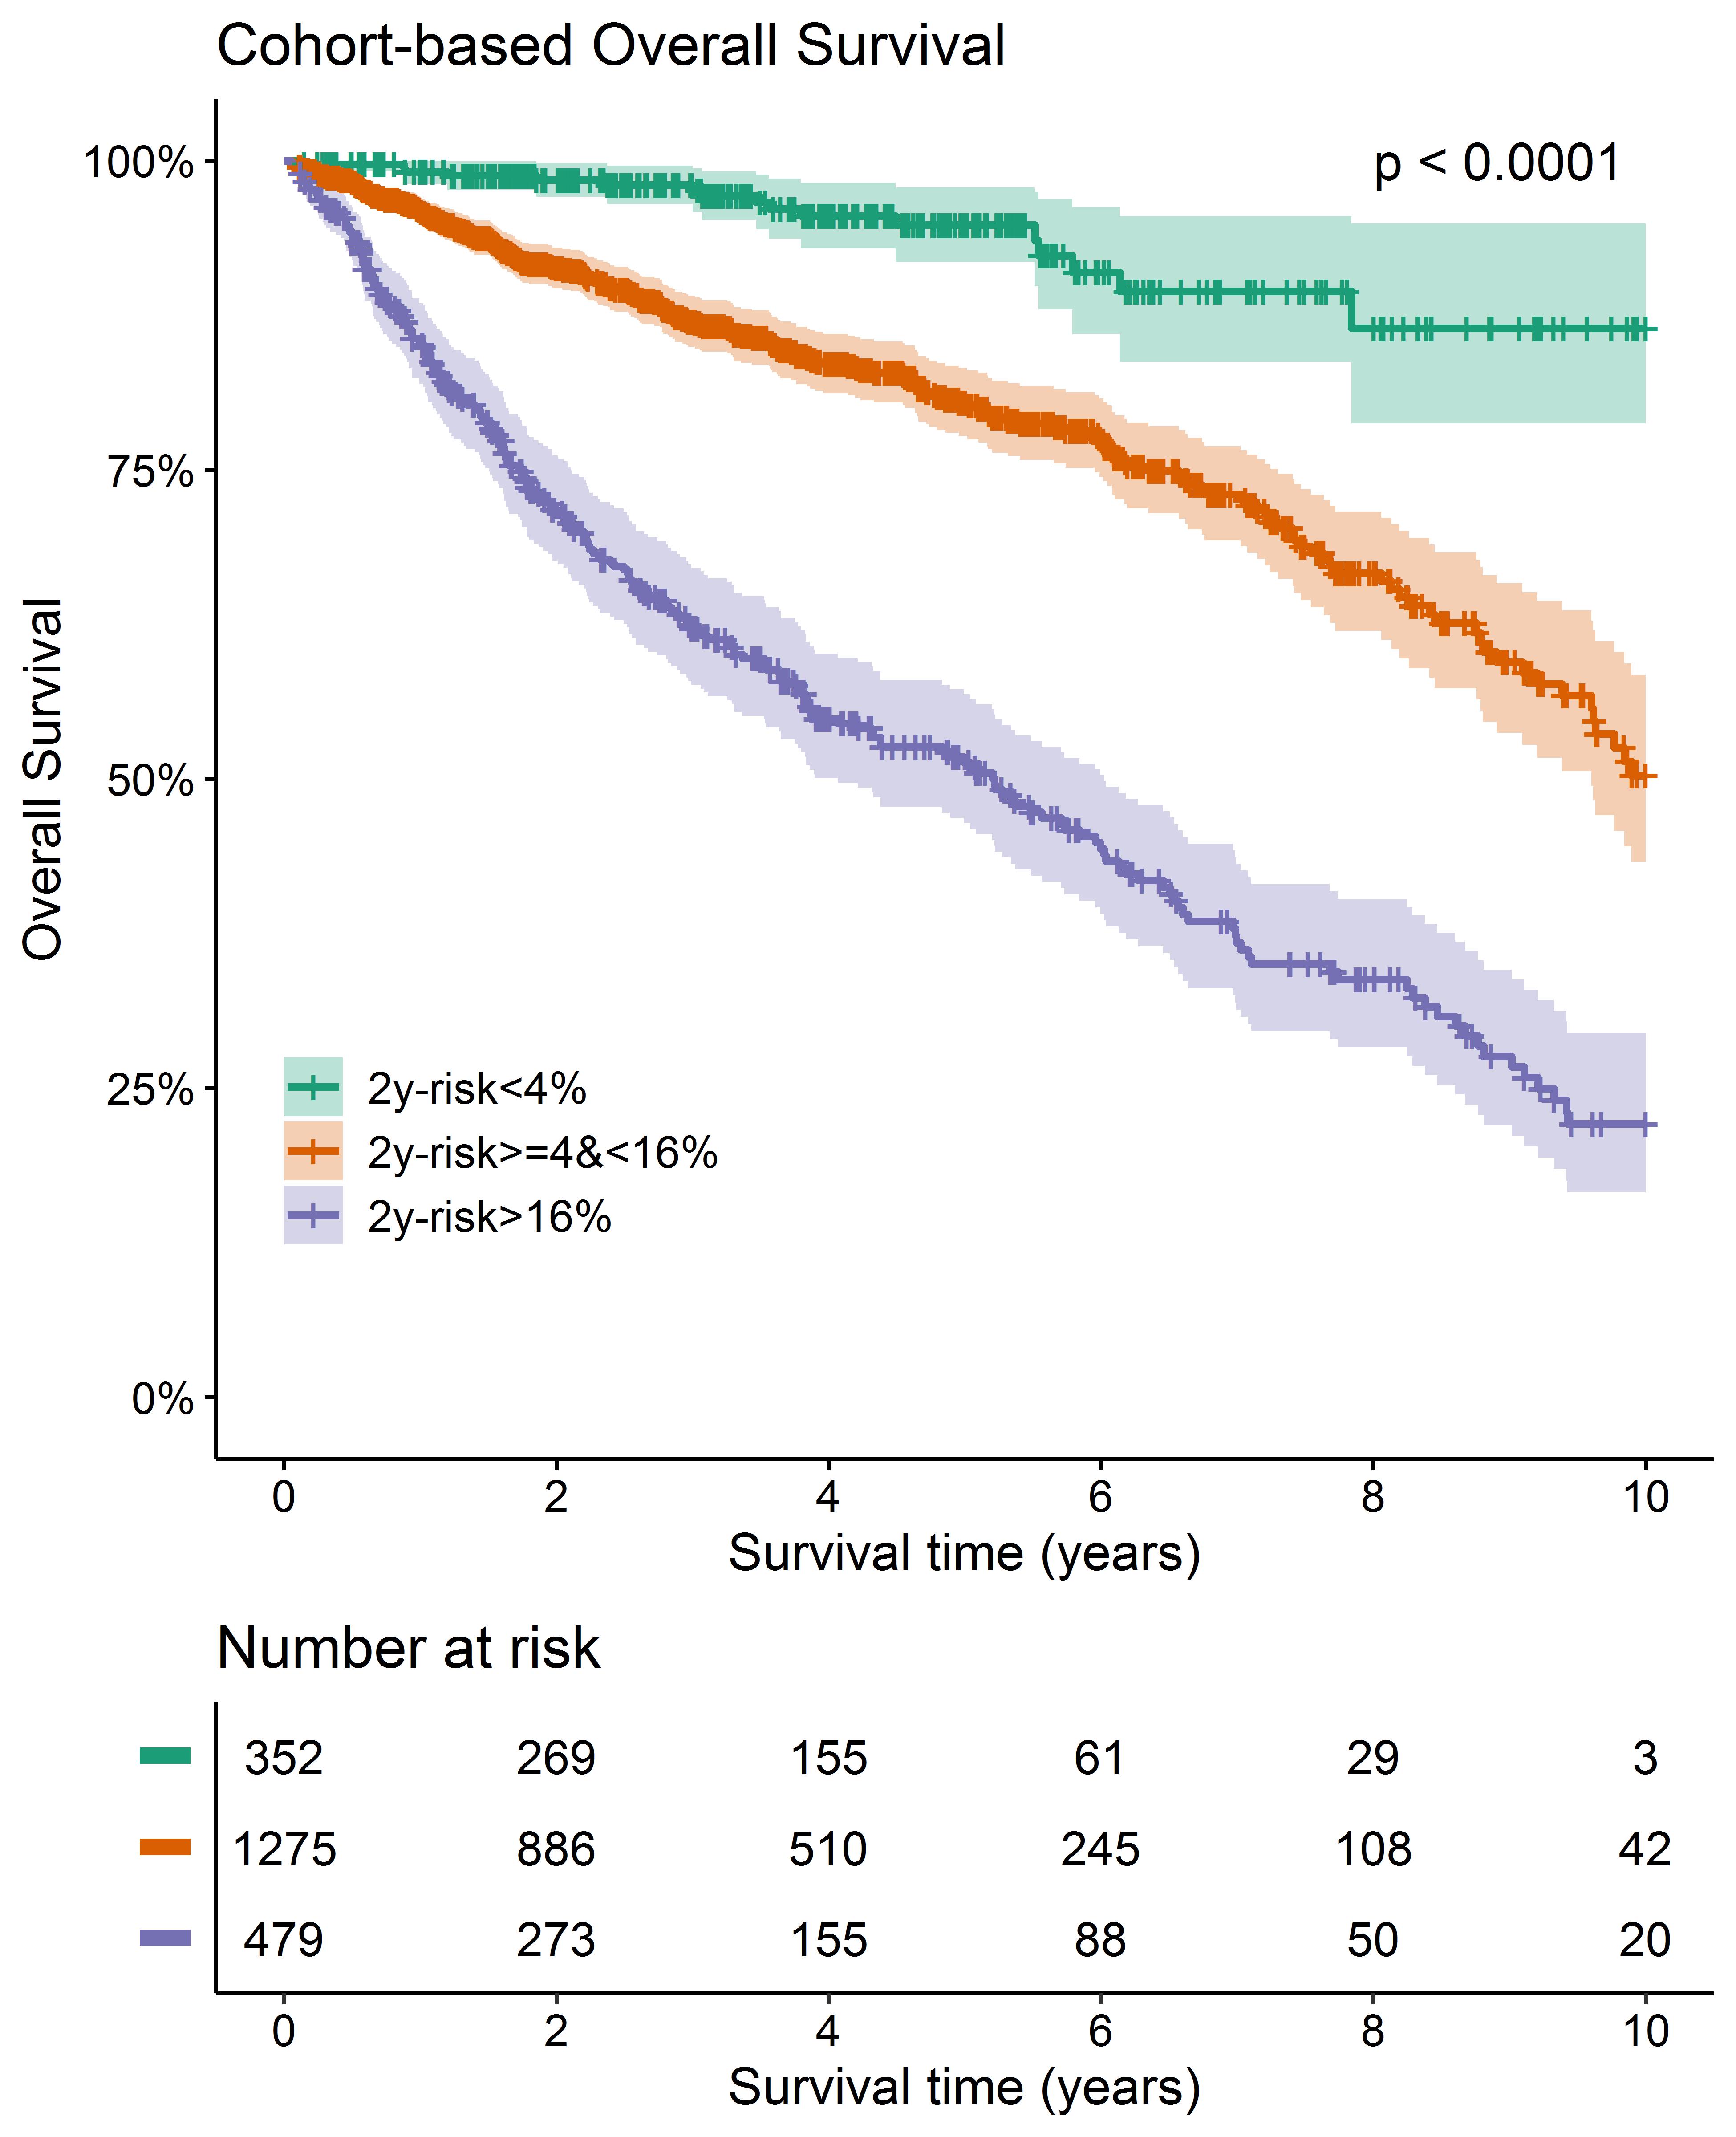 Cohort-based Overall Survival
100%
p < 0.0001
75%
50%
25%
0%
Overall Survival
2y-risk<4%
2y-risk>=4&<16%
2y-risk>16%
0 2 4 6 8 10
Survival time (years)
Number at risk
352 269 155 61 29 3
1275 886 510 245 108 42
479 273 155 88 50 20
0 2 4 6 8 10
Survival time (years)